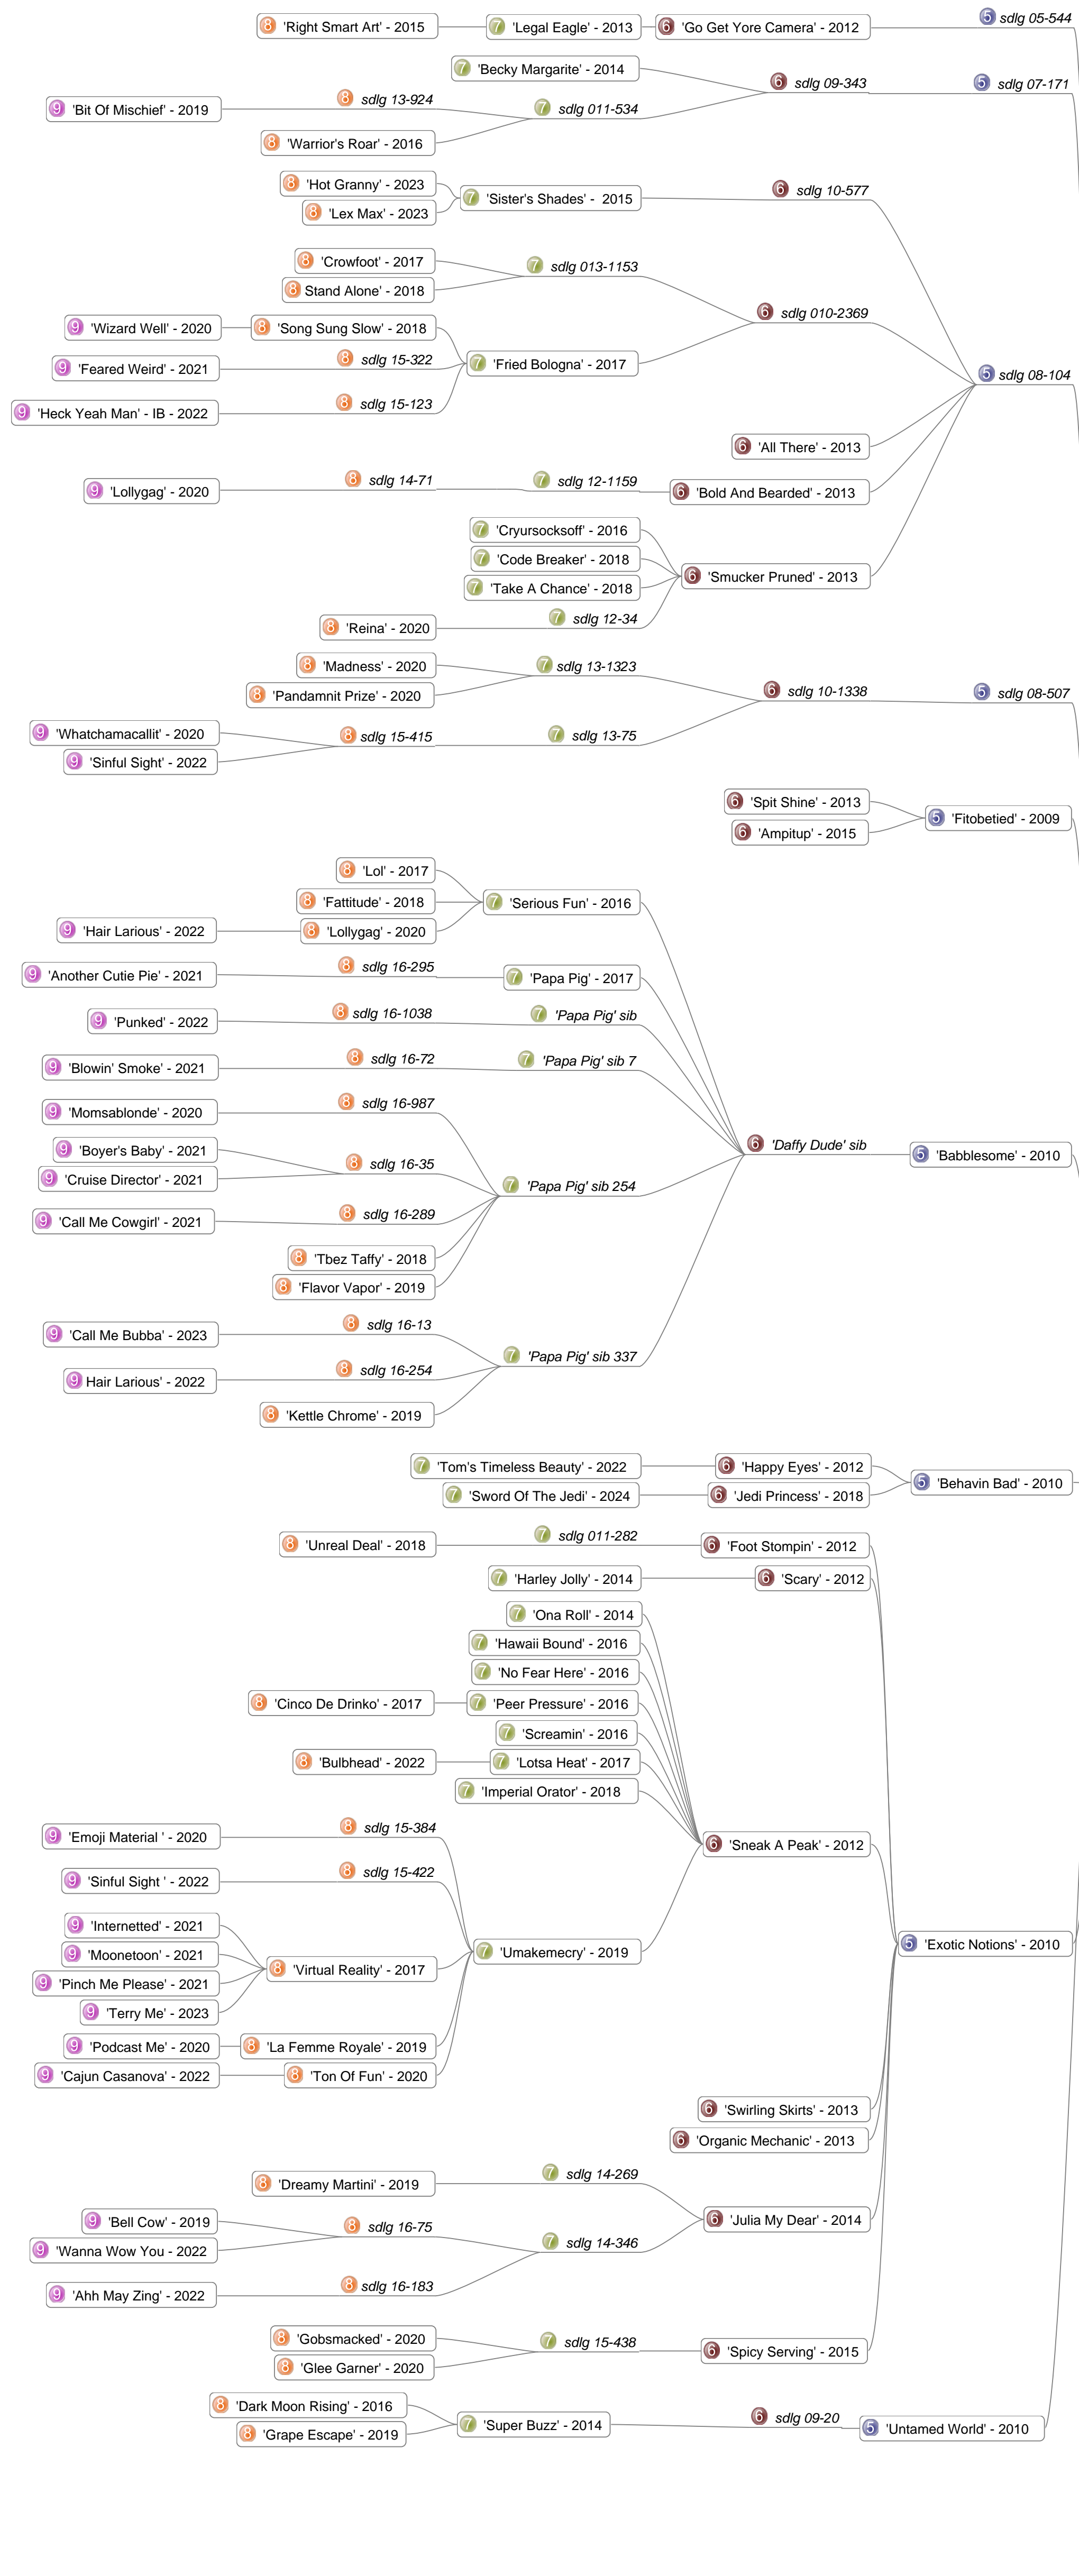 5 sdlg 05-544
8 'Right Smart Art' - 2015 7 'Legal Eagle' - 2013 6 'Go Get Yore Camera' - 2012
7 'Becky Margarite' - 2014
6 sdlg 09-343 5 sdlg 07-171
9 'Bit Of Mischief' - 2019 8 sdlg 13-924 7 sdlg 011-534
8 'Warrior's Roar' - 2016
8 'Hot Granny' - 2023
7 'Sister's Shades' -  2015 6 sdlg 10-577
8 'Lex Max' - 2023
8 'Crowfoot' - 2017 7 sdlg 013-1153
8 Stand Alone' - 2018
6 sdlg 010-2369
9 'Wizard Well' - 2020 8 'Song Sung Slow' - 2018
9 'Feared Weird' - 2021 8 sdlg 15-322 7 'Fried Bologna' - 2017
5 sdlg 08-104
9 'Heck Yeah Man' - IB - 2022 8 sdlg 15-123
6 'All There' - 2013
9 'Lollygag' - 2020 8 sdlg 14-71 7 sdlg 12-1159 6 'Bold And Bearded' - 2013
7 'Cryursocksoff' - 2016
7 'Code Breaker' - 2018
6 'Smucker Pruned' - 2013
7 'Take A Chance' - 2018
8 'Reina' - 2020 7 sdlg 12-34
8 'Madness' - 2020 7 sdlg 13-1323
8 'Pandamnit Prize' - 2020
6 sdlg 10-1338 5 sdlg 08-507
9 'Whatchamacallit' - 2020
8 sdlg 15-415 7 sdlg 13-75
9 'Sinful Sight' - 2022
6 'Spit Shine' - 2013
5 'Fitobetied' - 2009
6 'Ampitup' - 2015
8 'Lol' - 2017
8 'Fattitude' - 2018 7 'Serious Fun' - 2016
9 'Hair Larious' - 2022 8 'Lollygag' - 2020
9 'Another Cutie Pie' - 2021 8 sdlg 16-295 7 'Papa Pig' - 2017
9 'Punked' - 2022 8 sdlg 16-1038 7 'Papa Pig' sib
9 'Blowin' Smoke' - 2021 8 sdlg 16-72 7 'Papa Pig' sib 7
9 'Momsablonde' - 2020 8 sdlg 16-987
6 'Daffy Dude' sib 5 'Babblesome' - 2010
9 'Boyer's Baby' - 2021
8 sdlg 16-35
9 'Cruise Director' - 2021
7 'Papa Pig' sib 254
9 'Call Me Cowgirl' - 2021 8 sdlg 16-289
8 'Tbez Taffy' - 2018
8 'Flavor Vapor' - 2019
9 'Call Me Bubba' - 2023 8 sdlg 16-13
7 'Papa Pig' sib 337
9 Hair Larious' - 2022 8 sdlg 16-254
8 'Kettle Chrome' - 2019
7 'Tom's Timeless Beauty' - 2022 6 'Happy Eyes' - 2012
5 'Behavin Bad' - 2010
7 'Sword Of The Jedi' - 2024 6 'Jedi Princess' - 2018
8 'Unreal Deal' - 2018 7 sdlg 011-282 6 'Foot Stompin' - 2012
7 'Harley Jolly' - 2014 6 'Scary' - 2012
7 'Ona Roll' - 2014
7 'Hawaii Bound' - 2016
7 'No Fear Here' - 2016
8 'Cinco De Drinko' - 2017 7 'Peer Pressure' - 2016
7 'Screamin' - 2016
8 'Bulbhead' - 2022 7 'Lotsa Heat' - 2017
7 'Imperial Orator' - 2018
9 'Emoji Material ' - 2020 8 sdlg 15-384
6 'Sneak A Peak' - 2012
9 'Sinful Sight ' - 2022 8 sdlg 15-422
9 'Internetted' - 2021
5 'Exotic Notions' - 2010
9 'Moonetoon' - 2021 7 'Umakemecry' - 2019
8 'Virtual Reality' - 2017
9 'Pinch Me Please' - 2021
9 'Terry Me' - 2023
9 'Podcast Me' - 2020 8 'La Femme Royale' - 2019
9 'Cajun Casanova' - 2022 8 'Ton Of Fun' - 2020
6 'Swirling Skirts' - 2013
6 'Organic Mechanic' - 2013
8 'Dreamy Martini' - 2019 7 sdlg 14-269
9 'Bell Cow' - 2019
8 sdlg 16-75 6 'Julia My Dear' - 2014
9 'Wanna Wow You - 2022 7 sdlg 14-346
9 'Ahh May Zing' - 2022 8 sdlg 16-183
8 'Gobsmacked' - 2020
7 sdlg 15-438 6 'Spicy Serving' - 2015
8 'Glee Garner' - 2020
8 'Dark Moon Rising' - 2016
7 'Super Buzz' - 2014 6 sdlg 09-20 5 'Untamed World' - 2010
8 'Grape Escape' - 2019